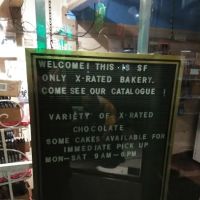 WELCOME! THIS IS SF
ONLY X-RATED BAKERY.
COME SEE OUR CATALOGUE !
VARIETY OF X-RATED
CHOCOLATE
SOME CAKES AVAILABLE FOR
IMMEDIATE PICK UP
MON-SAT 9AM-6PM